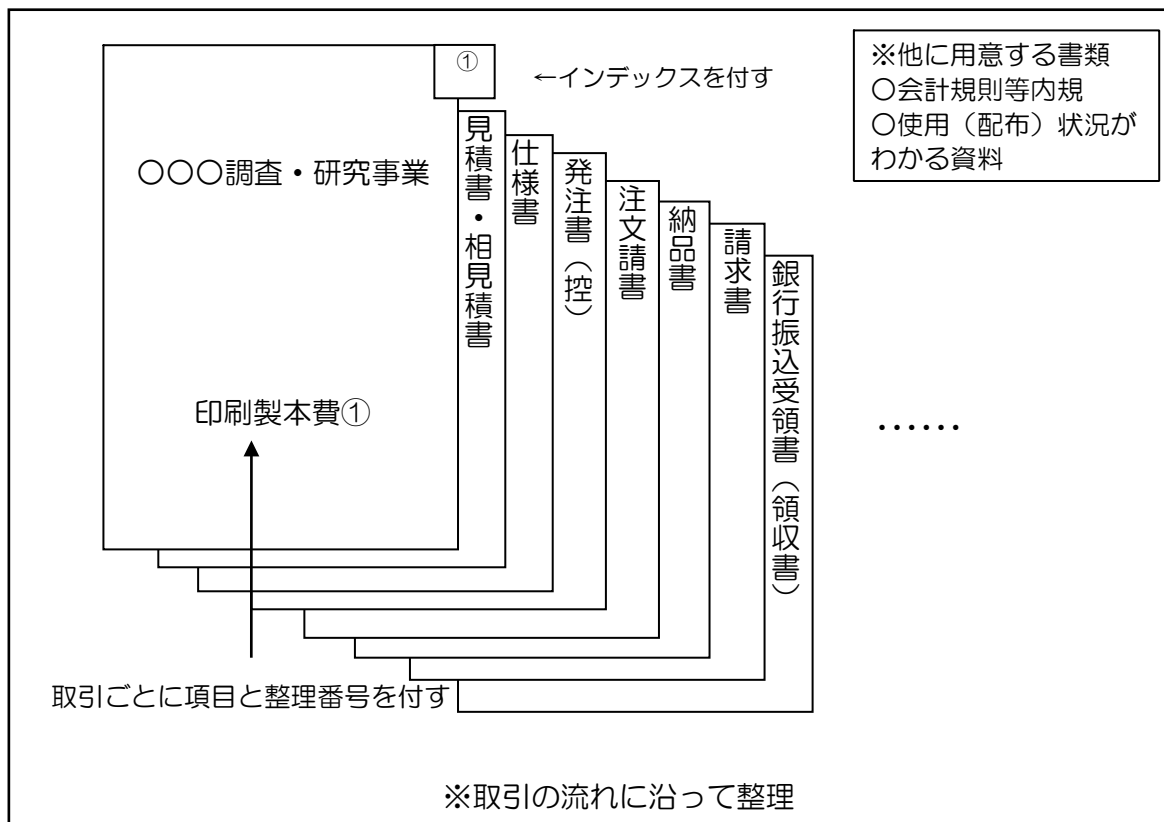 ①
←インデックスを付す
※他に用意する書類
〇会計規則等内規
〇使用（配布）状況が
わかる資料
〇〇〇調査・研究事業
印刷製本費①
見積書・相見積書
仕様書
発注書（控）
注文請書
納品書
請求書
銀行振込受領書（領収書）
……
取引ごとに項目と整理番号を付す
※取引の流れに沿って整理